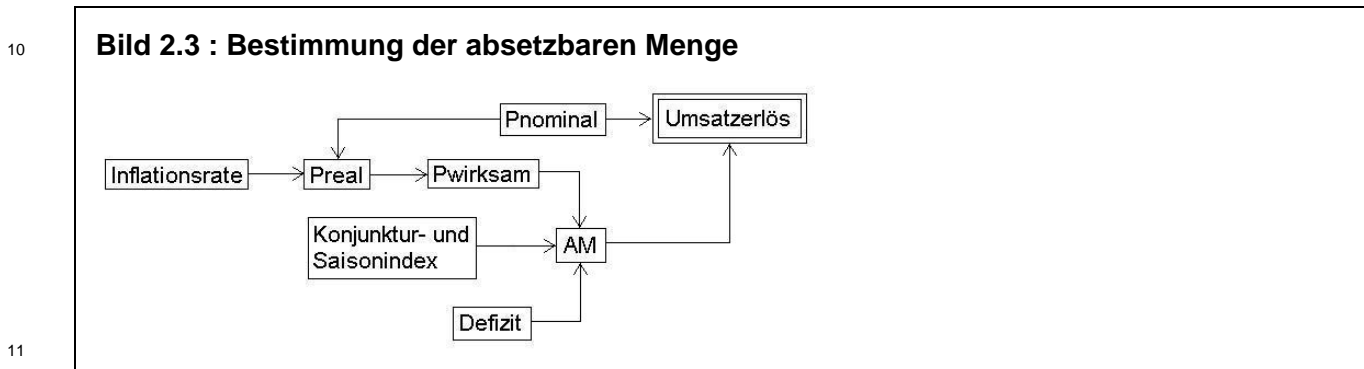 10
Bild 2.3 : Bestimmung der absetzbaren Menge
Pnominal
Umsatzerlös
Inflationsrate
Preal
Pwirksam
Konjunktur- und
Saisonindex
AM
Defizit
11